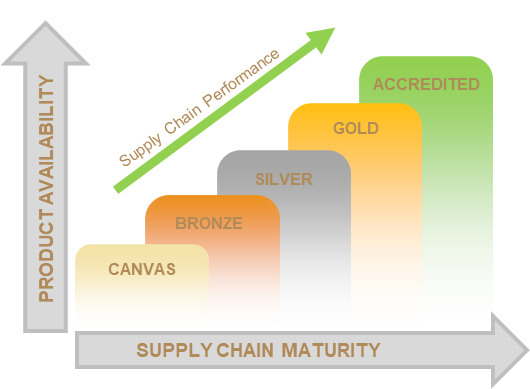 PRODUCT AVAILABILITY
Supply Chain Performance
ACCREDITED
GOLD
SILVER
BRONZE
CANVAS
SUPPLY CHAIN MATURITY